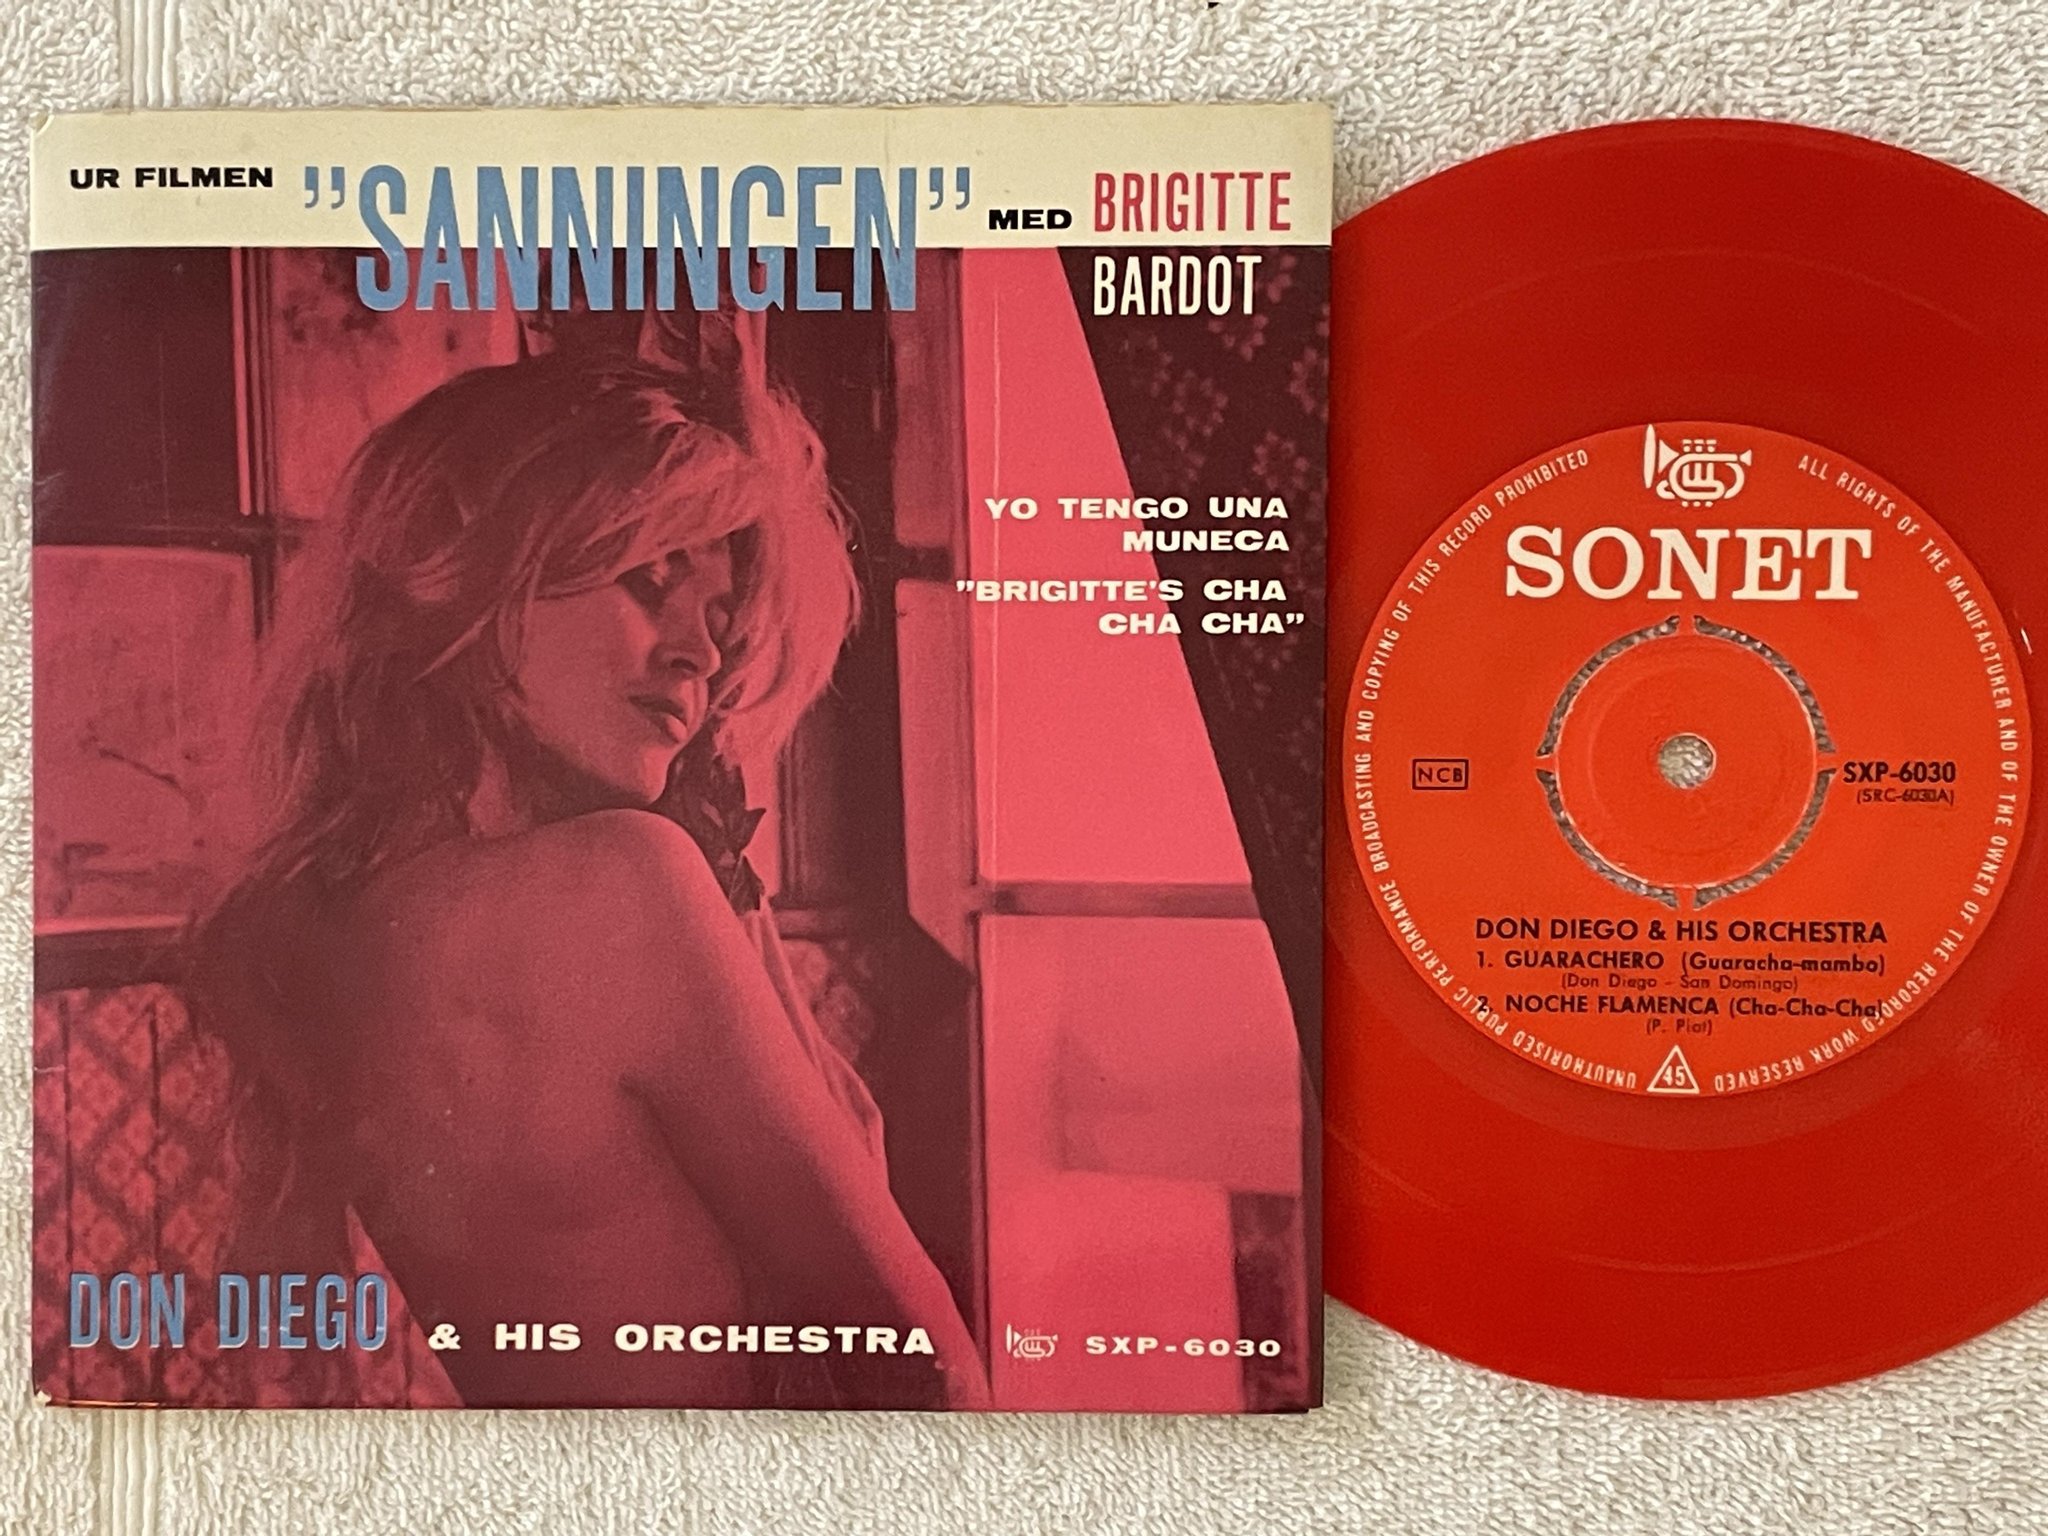 UR FILMEN ”SANNINGEN” MED BRIGITTE
BARDOT
YO TENGO UNA
MUNECA
”BRIGITTE'S CHA
CHA CHA”
DON DIEGO & HIS ORCHESTRA SXP-6030
ALL RIGHTS OF THE MANUFACTURER AND OF THE OWNER OF THE RECORDED WORK RESERVED
UNAUTHORISED PUBLIC PERFORMANCE BROADCASTING AND COPYING OF THIS RECORD PROHIBITED
SONET
NCB
SXP-6030
(SRC-6030A)
DON DIEGO & HIS ORCHESTRA
1. GUARACHERO (Guaracha-mambo)
(Don Diego - San Domingo)
2. NOCHE FLAMENCA (Cha-Cha-Cha)
(P. Piot)
45